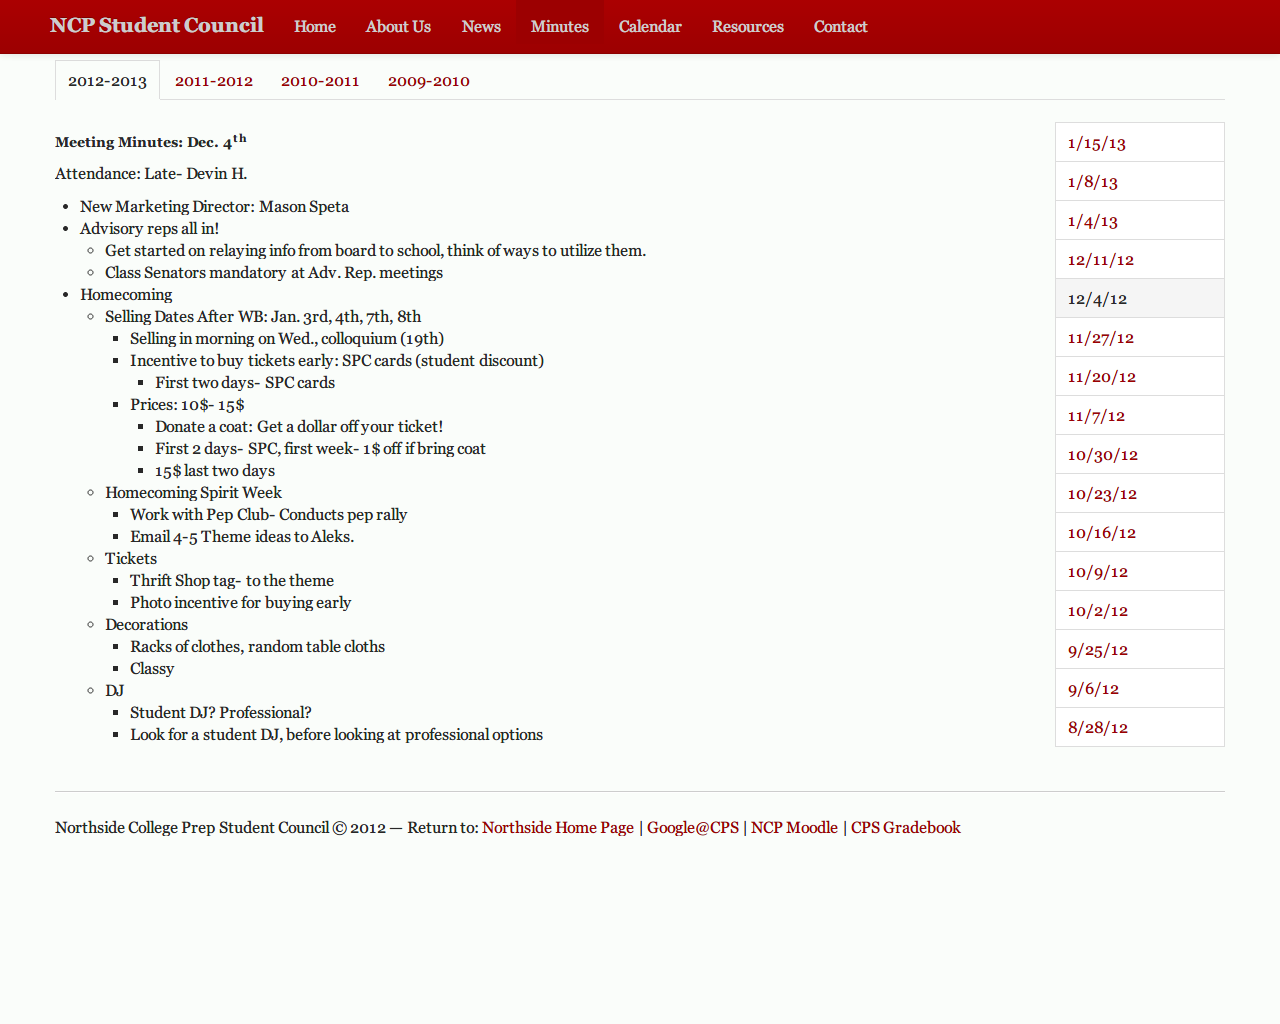 NCP Student Council Home About Us News Minutes Calendar Resources Contact
2012-2013 2011-2012 2010-2011 2009-2010
Meeting Minutes: Dec. 4th
Attendance: Late- Devin H.
New Marketing Director: Mason Speta
Advisory reps all in!
Get started on relaying info from board to school, think of ways to utilize them.
Class Senators mandatory at Adv. Rep. meetings
Homecoming
Selling Dates After WB: Jan. 3rd, 4th, 7th, 8th
Selling in morning on Wed., colloquium (19th)
Incentive to buy tickets early: SPC cards (student discount)
First two days- SPC cards
Prices: 10$- 15$
Donate a coat: Get a dollar off your ticket!
First 2 days- SPC, first week- 1$ off if bring coat
15$ last two days
Homecoming Spirit Week
Work with Pep Club- Conducts pep rally
Email 4-5 Theme ideas to Aleks.
Tickets
Thrift Shop tag- to the theme
Photo incentive for buying early
Decorations
Racks of clothes, random table cloths
Classy
DJ
Student DJ? Professional?
Look for a student DJ, before looking at professional options
1/15/13
1/8/13
1/4/13
12/11/12
12/4/12
11/27/12
11/20/12
11/7/12
10/30/12
10/23/12
10/16/12
10/9/12
10/2/12
9/25/12
9/6/12
8/28/12
Northside College Prep Student Council © 2012 — Return to: Northside Home Page | Google@CPS | NCP Moodle | CPS Gradebook